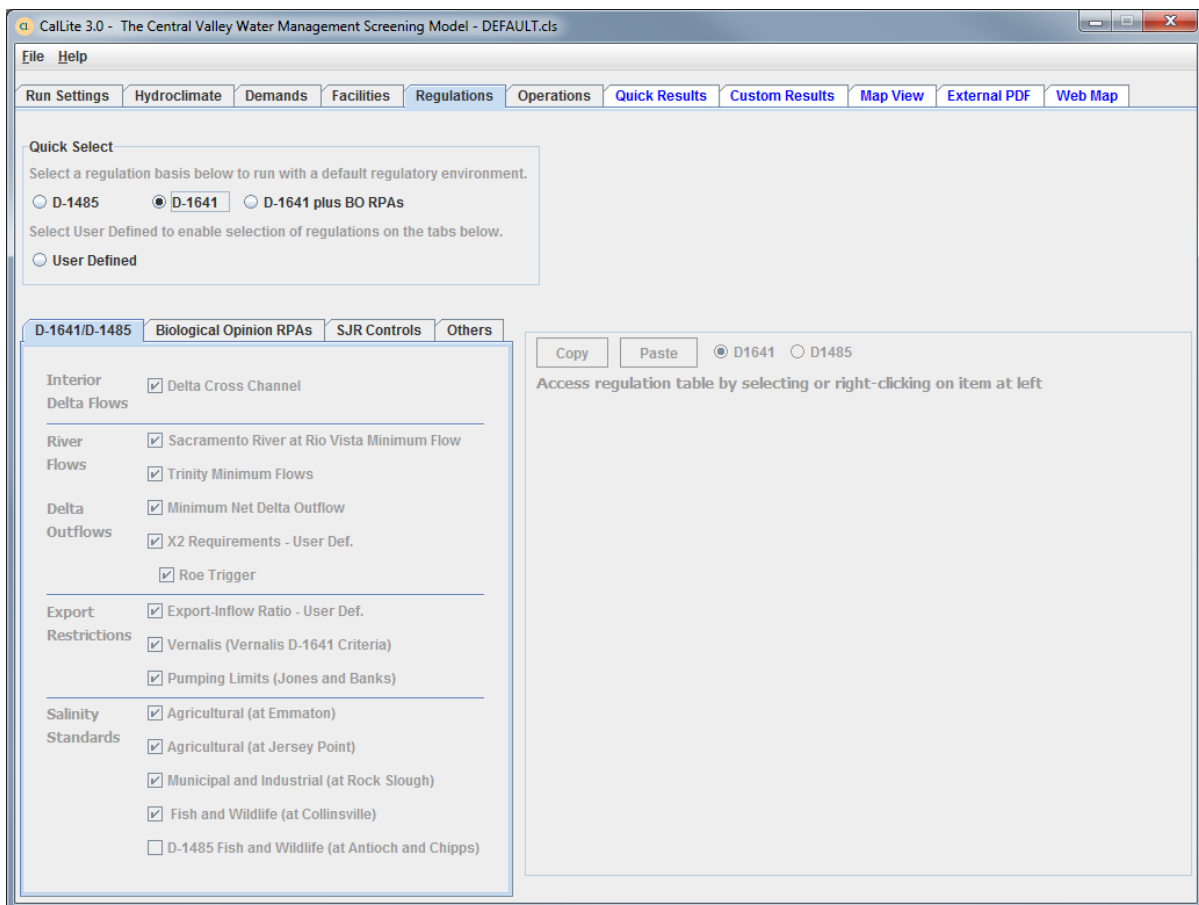 CL CalLite 3.0 - The Central Valley Water Management Screening Model - DEFAULT.cls
File Help
Run Settings Hydroclimate Demands Facilities Regulations Operations Quick Results Custom Results Map View External PDF Web Map
Quick Select
Select a regulation basis below to run with a default regulatory environment.
D-1485 D-1641 D-1641 plus BO RPAs
Select User Defined to enable selection of regulations on the tabs below.
User Defined
D-1641/D-1485 Biological Opinion RPAs SJR Controls Others
Interior
Delta Flows
Delta Cross Channel
River
Flows
Sacramento River at Rio Vista Minimum Flow
Trinity Minimum Flows
Delta
Outflows
Minimum Net Delta Outflow
X2 Requirements - User Def.
Roe Trigger
Export
Restrictions
Export-Inflow Ratio - User Def.
Vernalis (Vernalis D-1641 Criteria)
Pumping Limits (Jones and Banks)
Salinity
Standards
Agricultural (at Emmaton)
Agricultural (at Jersey Point)
Municipal and Industrial (at Rock Slough)
Fish and Wildlife (at Collinsville)
D-1485 Fish and Wildlife (at Antioch and Chipps)
Copy Paste D1641 D1485
Access regulation table by selecting or right-clicking on item at left